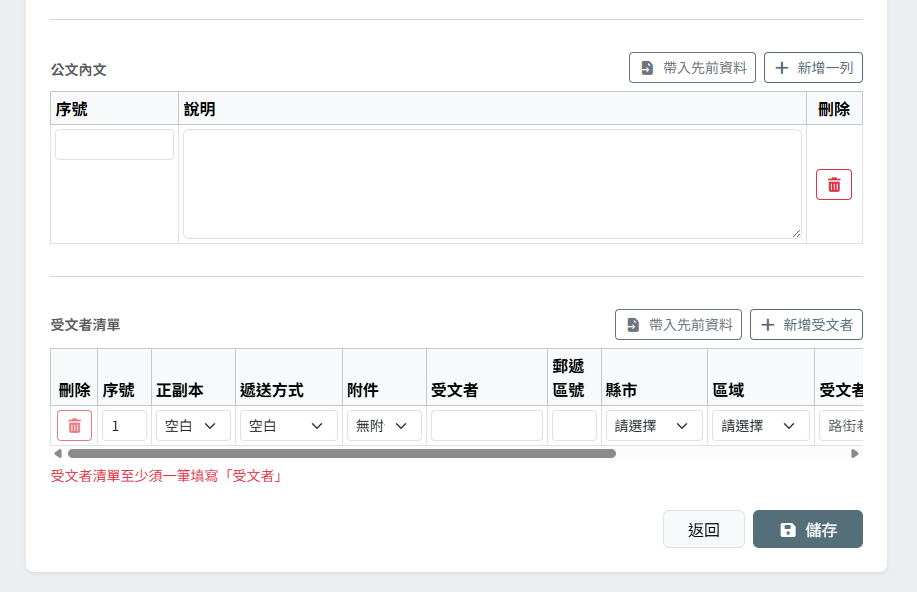 公文內文
帶入先前資料
新增一列
序號 說明 刪除
受文者清單
帶入先前資料
新增受文者
刪除 序號 正副本 遞送方式 附件 受文者 郵遞區號 縣市 區域 受文者
1 空白 空白 無附 請選擇 請選擇 路街
受文者清單至少須一筆填寫「受文者」
返回
儲存